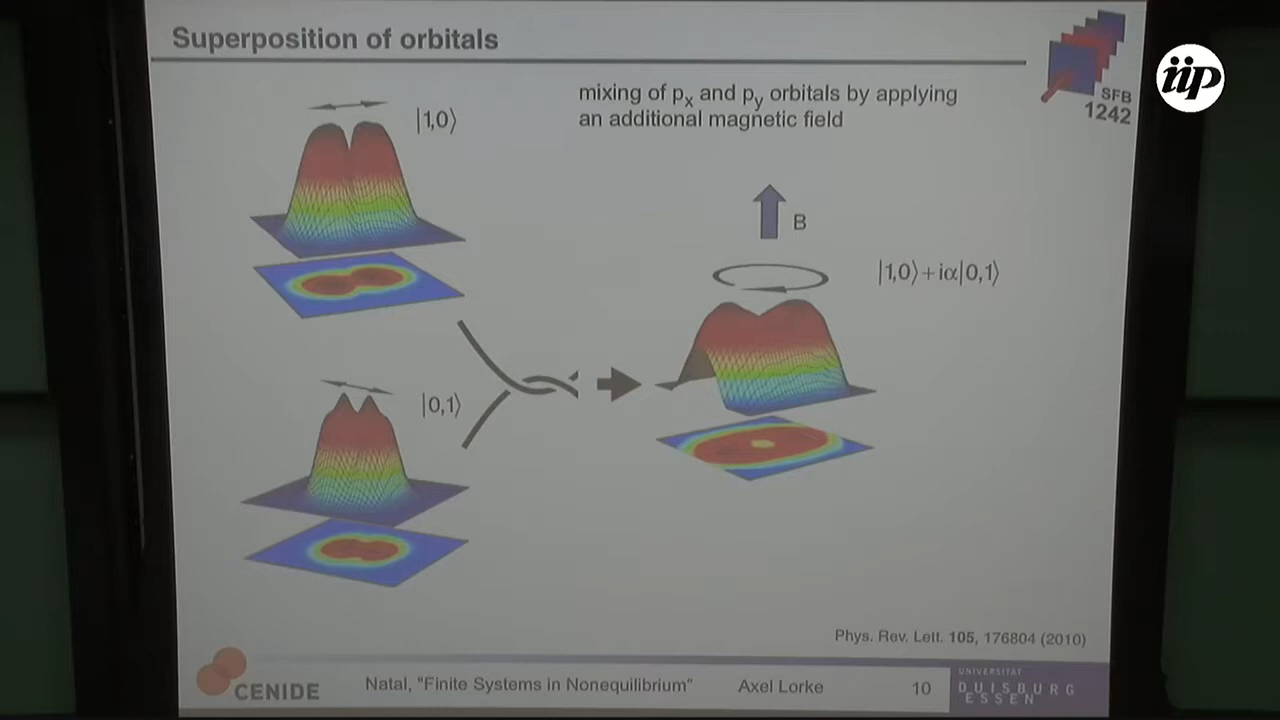 Superposition of orbitals
SFB
1242
iip
mixing of px and py orbitals by applying
an additional magnetic field
|1,0⟩
B
|1,0⟩+iα|0,1⟩
|0,1⟩
Phys. Rev. Lett. 105, 176804 (2010)
CENIDE
Natal, "Finite Systems in Nonequilibrium"
Axel Lorke
10
UNIVERSITÄT
DUISBURG
ESSEN